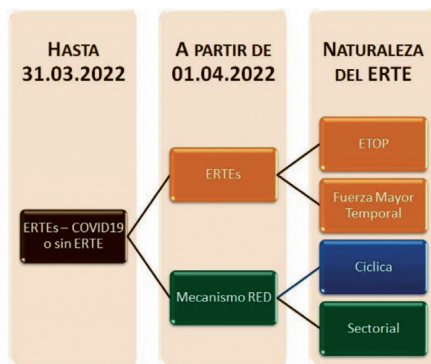 HASTA
31.03.2022
A PARTIR DE
01.04.2022
NATURALEZA
DEL ERTE
ERTEs – COVID19
o sin ERTE
ERTEs
Mecanismo RED
ETOP
Fuerza Mayor
Temporal
Cíclica
Sectorial